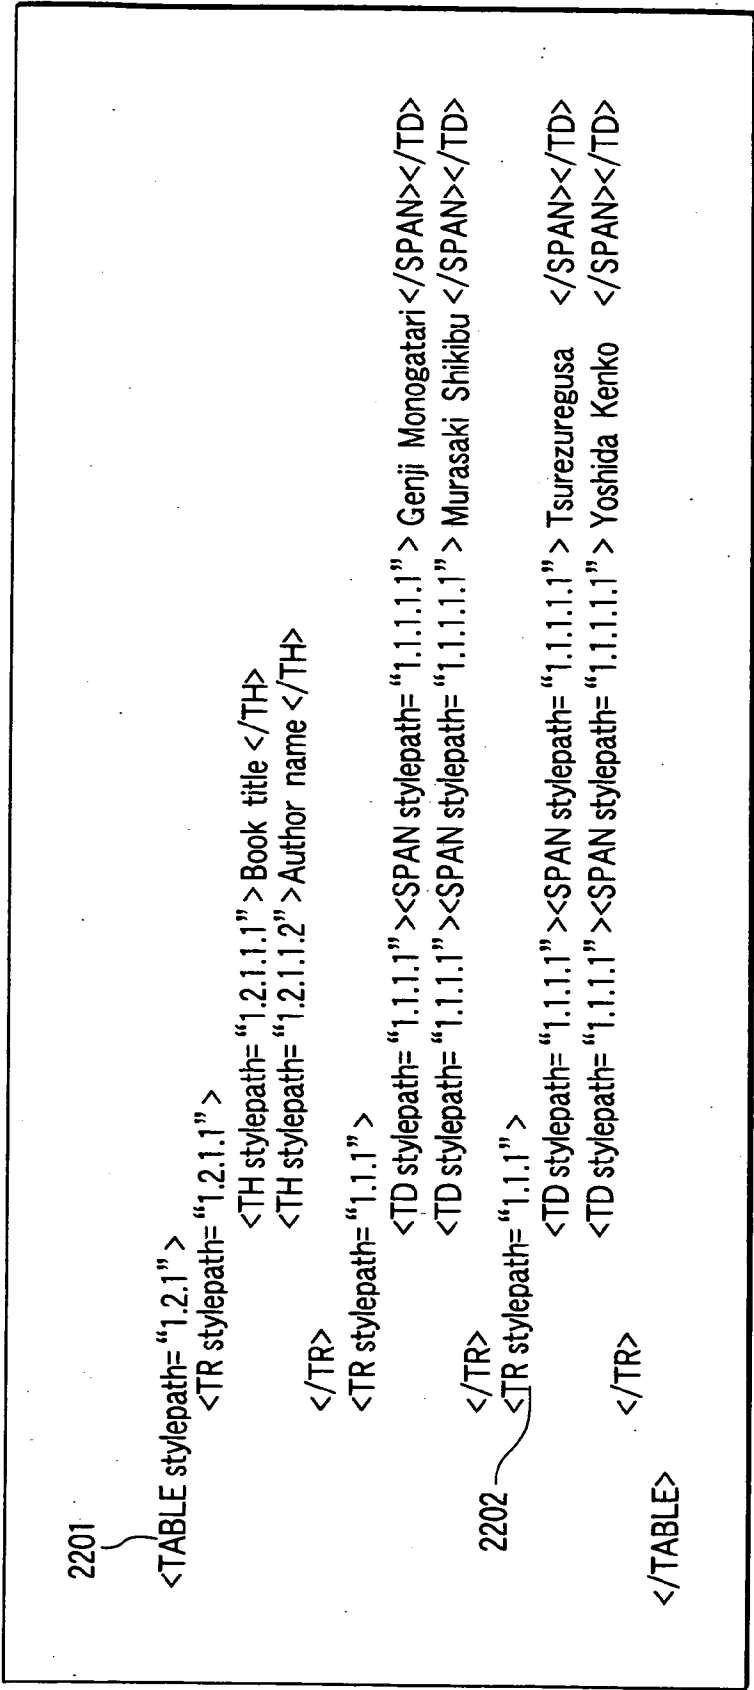 2201
<TABLE stylepath="1.2.1">
<TR stylepath="1.2.1.1">
<TH stylepath="1.2.1.1.1">Book title </TH>
<TH stylepath="1.2.1.1.2">Author name </TH>
</TR>
<TR stylepath="1.1.1">
<TD stylepath="1.1.1.1"><SPAN stylepath="1.1.1.1.1"> Genji Monogatari </SPAN></TD>
<TD stylepath="1.1.1.1"><SPAN stylepath="1.1.1.1.1"> Murasaki Shikibu </SPAN></TD>
</TR>
2202
<TR stylepath="1.1.1">
<TD stylepath="1.1.1.1"><SPAN stylepath="1.1.1.1.1"> Tsurezuregusa </SPAN></TD>
<TD stylepath="1.1.1.1"><SPAN stylepath="1.1.1.1.1"> Yoshida Kenko </SPAN></TD>
</TR>
</TABLE>